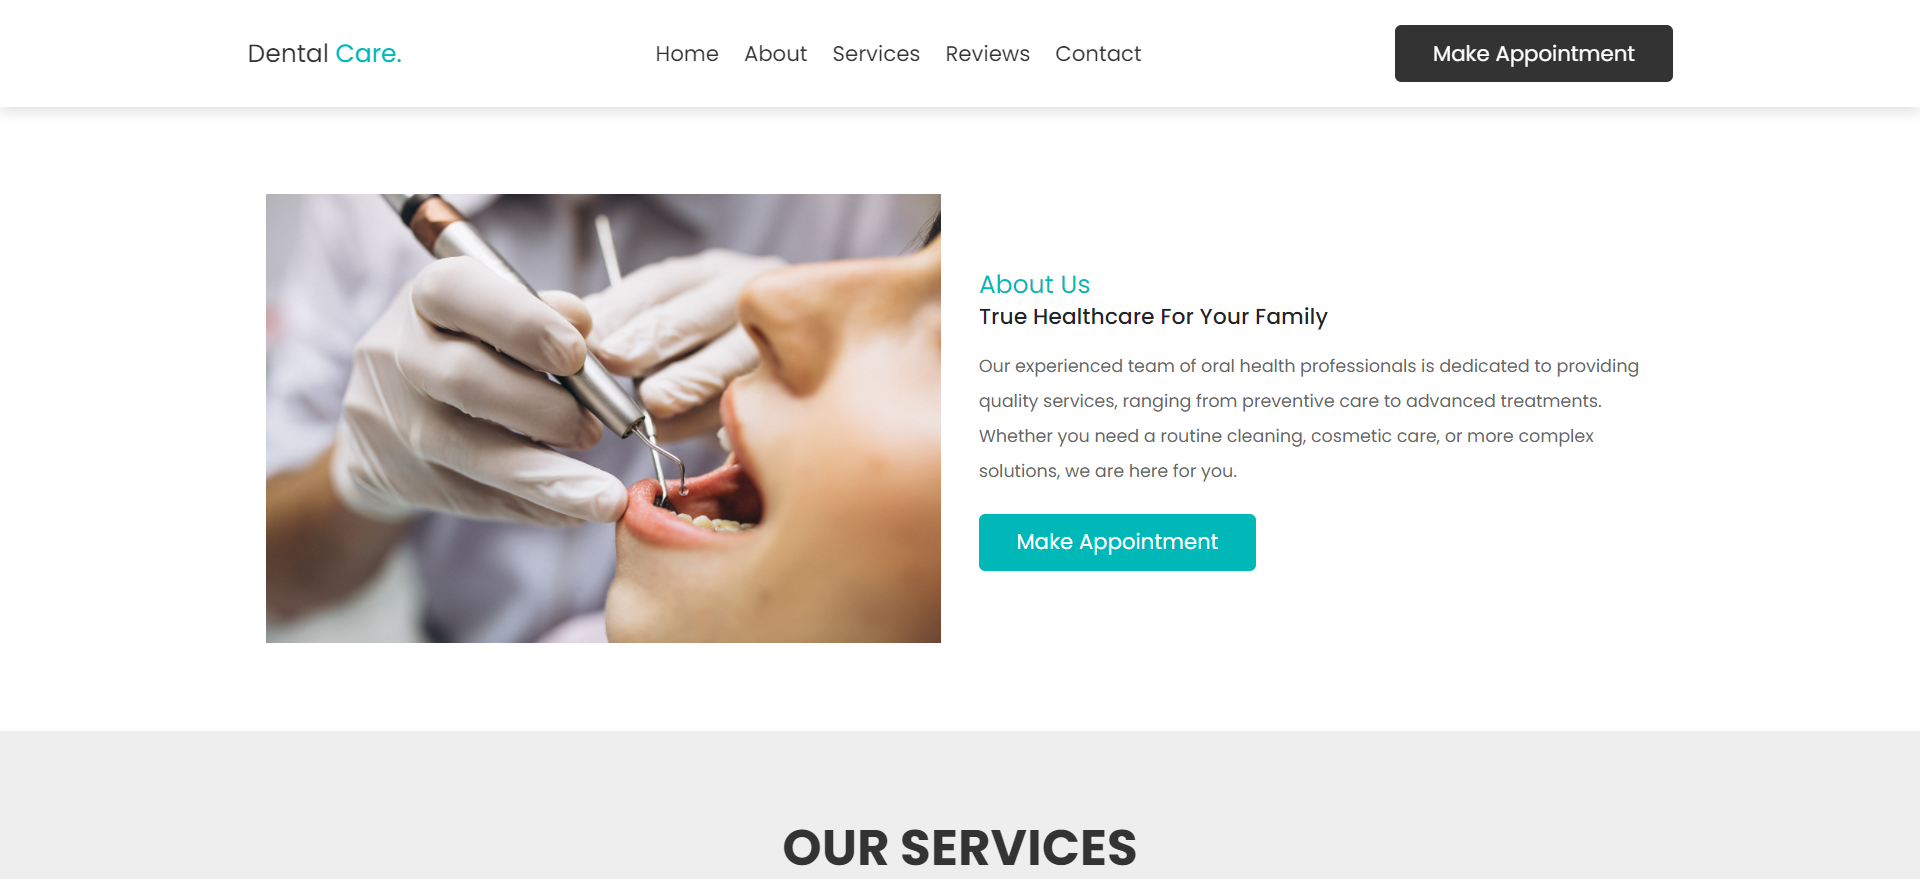 Dental Care.
Home About Services Reviews Contact
Make Appointment
About Us
True Healthcare For Your Family
Our experienced team of oral health professionals is dedicated to providing
quality services, ranging from preventive care to advanced treatments.
Whether you need a routine cleaning, cosmetic care, or more complex
solutions, we are here for you.
Make Appointment
OUR SERVICES